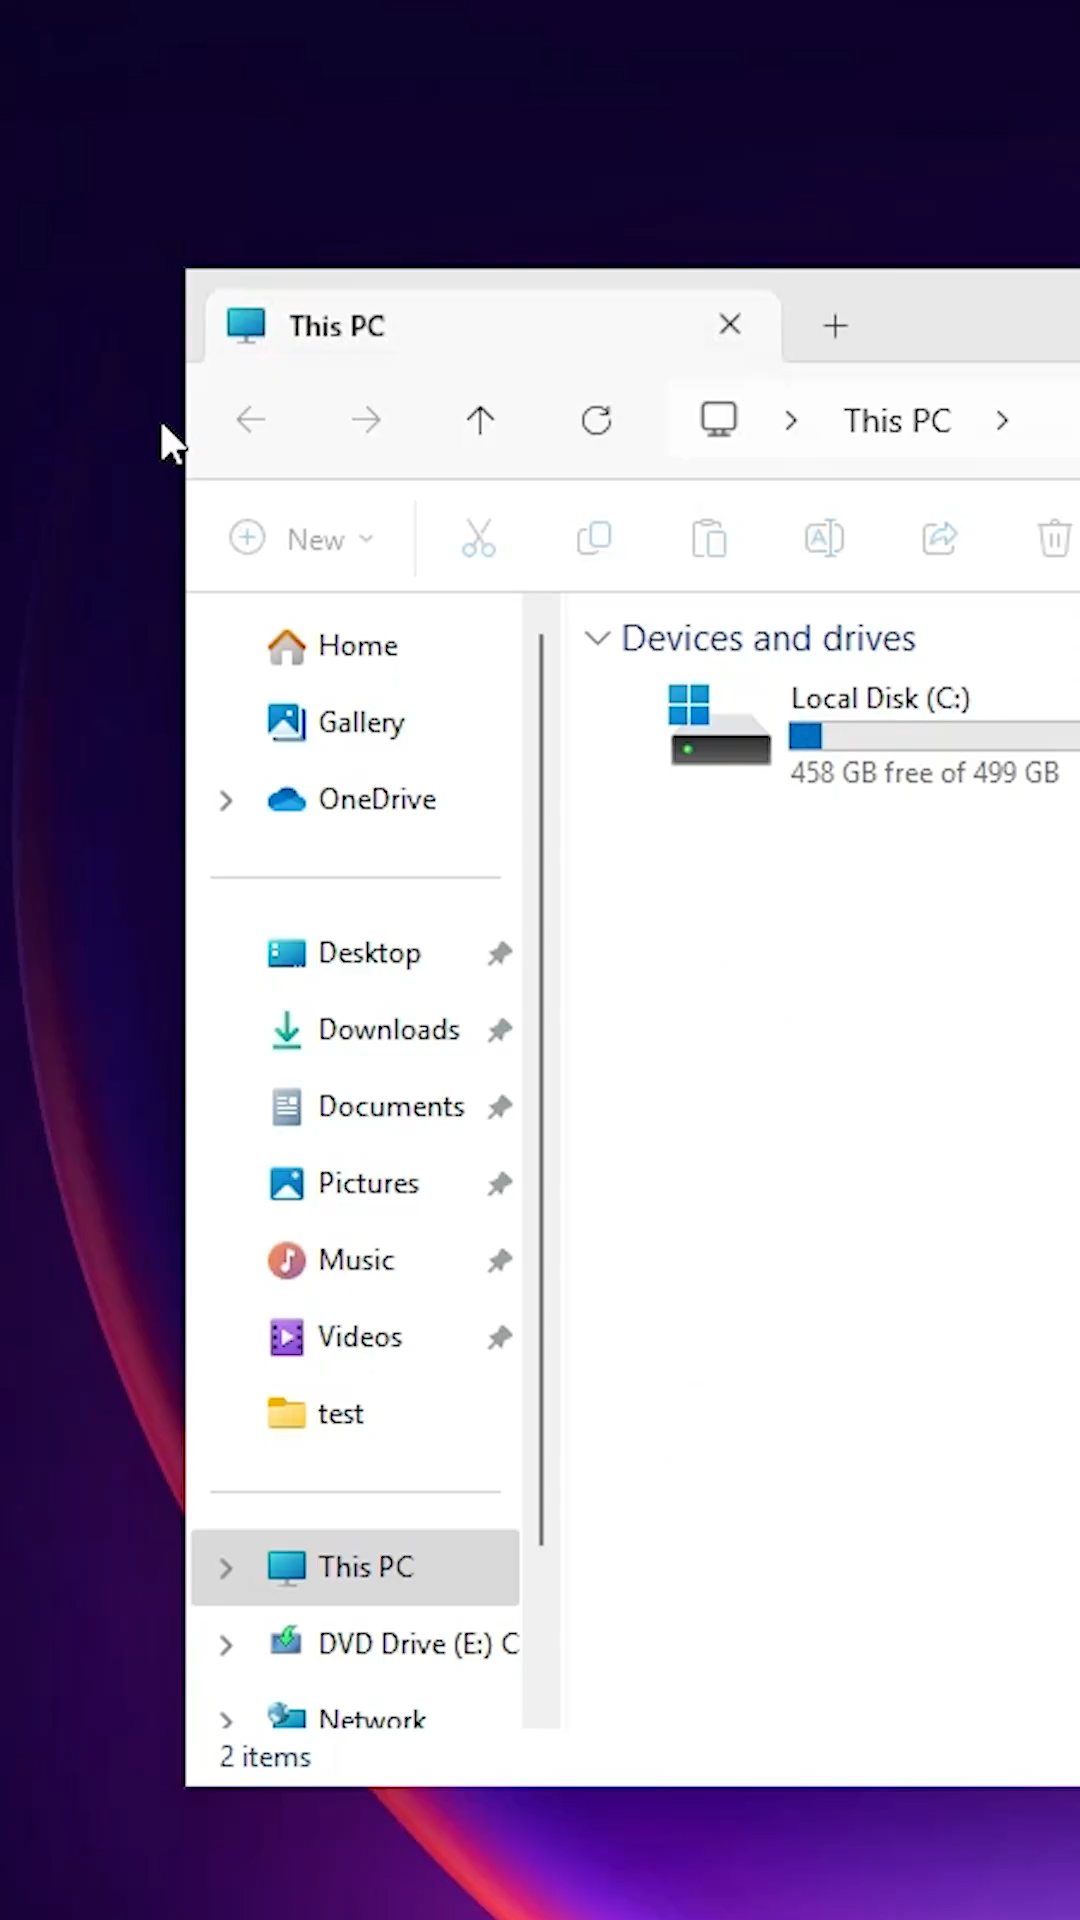 This PC
This PC
New
Home
Gallery
OneDrive
Desktop
Downloads
Documents
Pictures
Music
Videos
test
This PC
DVD Drive (E:) C
Network
2 items
Devices and drives
Local Disk (C:)
458 GB free of 499 GB